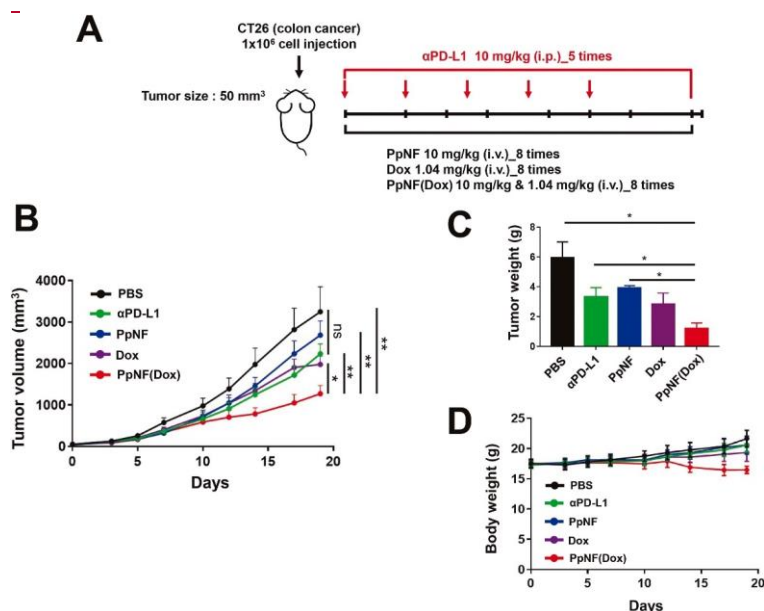 A
CT26 (colon cancer)
1x10⁶ cell injection
αPD-L1 10 mg/kg (i.p.)_5 times
Tumor size : 50 mm³
PpNF 10 mg/kg (i.v.)_8 times
Dox 1.04 mg/kg (i.v.)_8 times
PpNF(Dox) 10 mg/kg & 1.04 mg/kg (i.v.)_8 times
B
Tumor volume (mm³)
4000
3000
2000
1000
0
PBS
αPD-L1
PpNF
Dox
PpNF(Dox)
ns
*
**
**
**
0
5
10
15
20
Days
C
Tumor weight (g)
8
6
4
2
0
*
*
*
PBS
αPD-L1
PpNF
Dox
PpNF(Dox)
D
Body weight (g)
25
20
15
10
5
0
PBS
αPD-L1
PpNF
Dox
PpNF(Dox)
0
5
10
15
20
Days